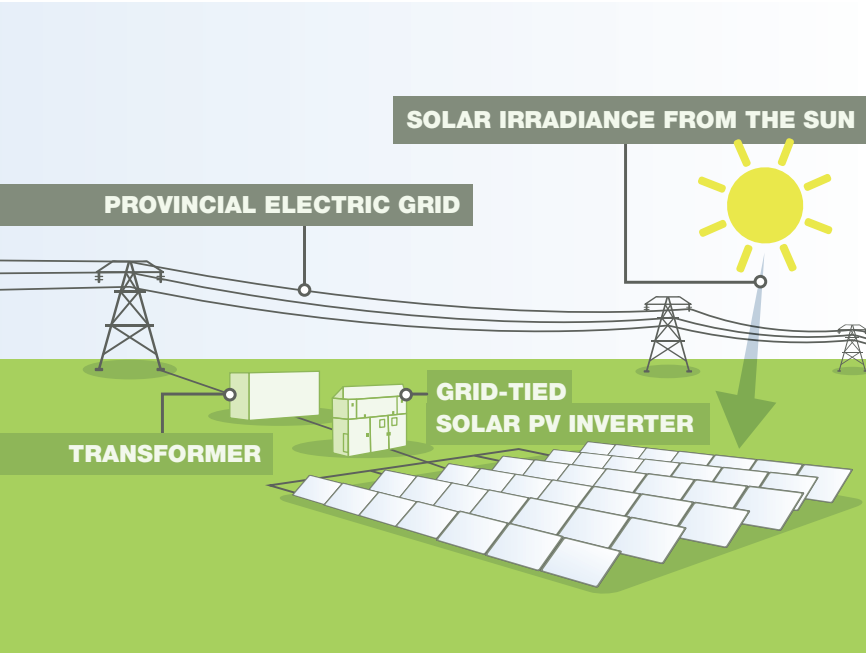 SOLAR IRRADIANCE FROM THE SUN
PROVINCIAL ELECTRIC GRID
GRID-TIED
SOLAR PV INVERTER
TRANSFORMER